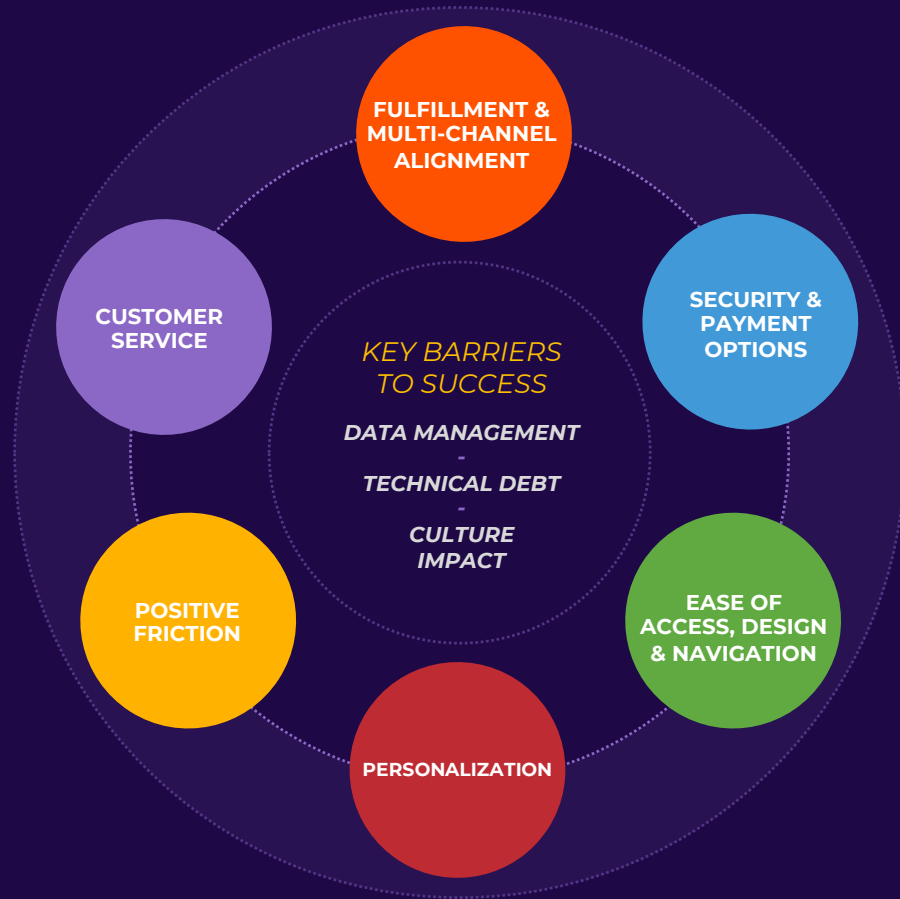 FULFILLMENT &
MULTI-CHANNEL
ALIGNMENT
SECURITY &
PAYMENT
OPTIONS
EASE OF
ACCESS, DESIGN
& NAVIGATION
PERSONALIZATION
POSITIVE
FRICTION
CUSTOMER
SERVICE
KEY BARRIERS
TO SUCCESS
DATA MANAGEMENT
-
TECHNICAL DEBT
-
CULTURE
IMPACT